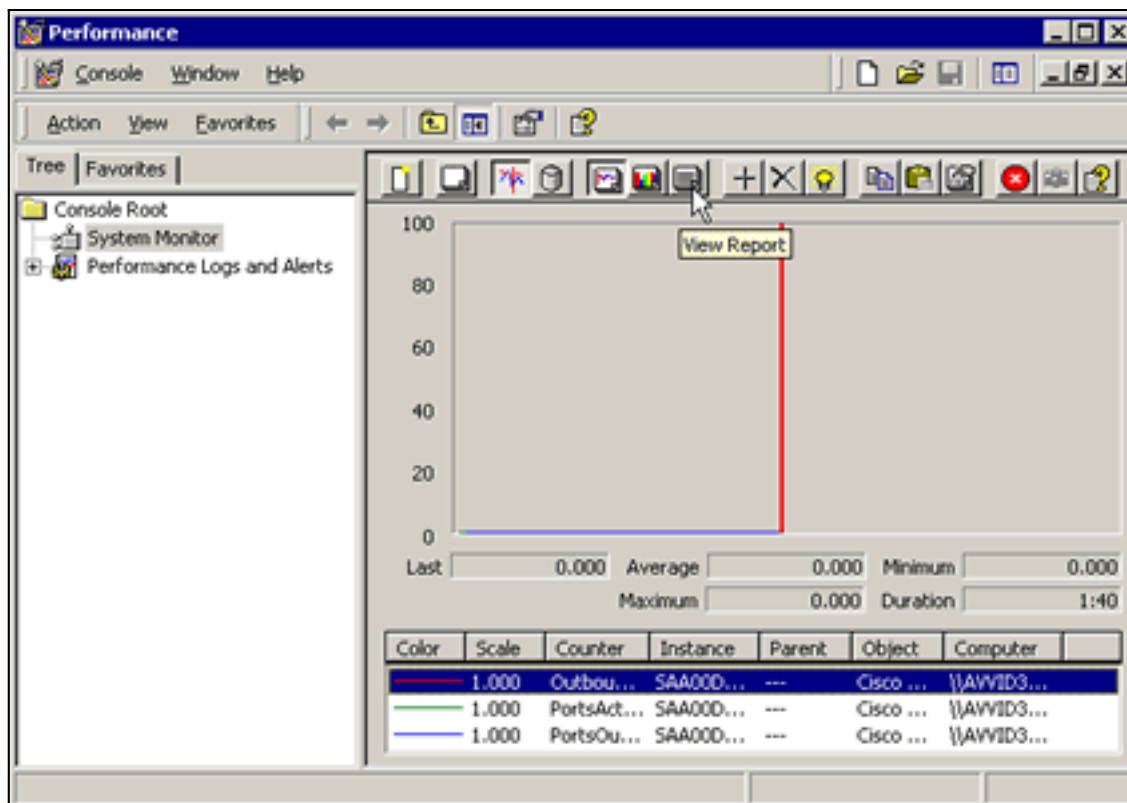 Performance
Console Window Help
Action View Favorites
Tree Favorites
Console Root
System Monitor
Performance Logs and Alerts
View Report
100
80
60
40
20
0
Last 0.000 Average 0.000 Minimum 0.000
Maximum 0.000 Duration 1:40
Color Scale Counter Instance Parent Object Computer
1.000 Outbou... SAA00D... --- Cisco ... \\AVVID3...
1.000 PortsAct... SAA00D... --- Cisco ... \\AVVID3...
1.000 PortsOu... SAA00D... --- Cisco ... \\AVVID3...